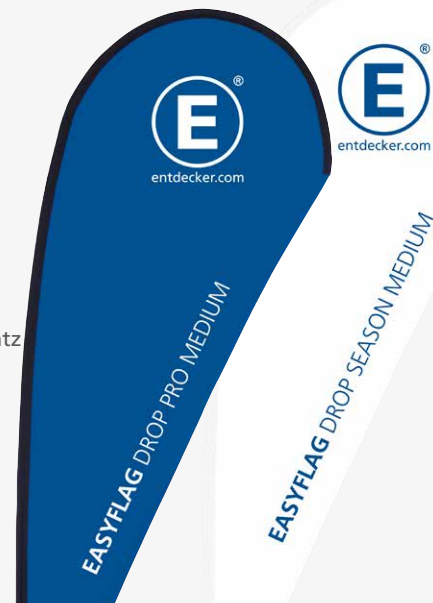 E®
entdecker.com
EASYFLAG DROP PRO MEDIUM
E®
entdecker.com
EASYFLAG DROP SEASON MEDIUM